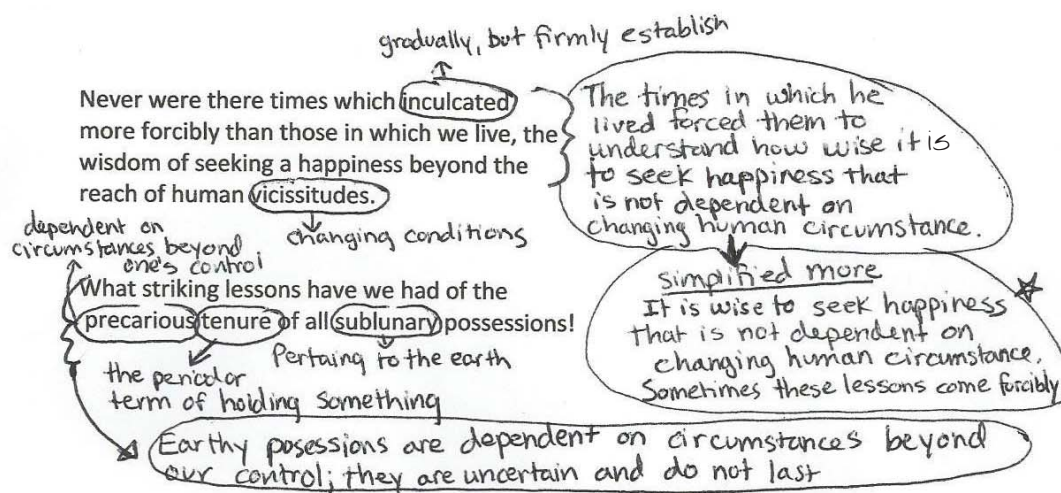 gradually, but firmly establish
Never were there times which inculcated
more forcibly than those in which we live, the
wisdom of seeking a happiness beyond the
reach of human vicissitudes.
The times in which he
lived forced them to
understand how wise it is
to seek happiness that
is not dependent on
changing human circumstance.
changing conditions
dependent on
circumstances beyond
one's control
simplified more
It is wise to seek happiness
that is not dependent on
changing human circumstance.
Sometimes these lessons come forcibly
What striking lessons have we had of the
precarious tenure of all sublunary possessions!
Pertaing to the earth
the period or
term of holding something
Earthy posessions are dependent on circumstances beyond
our control; they are uncertain and do not last